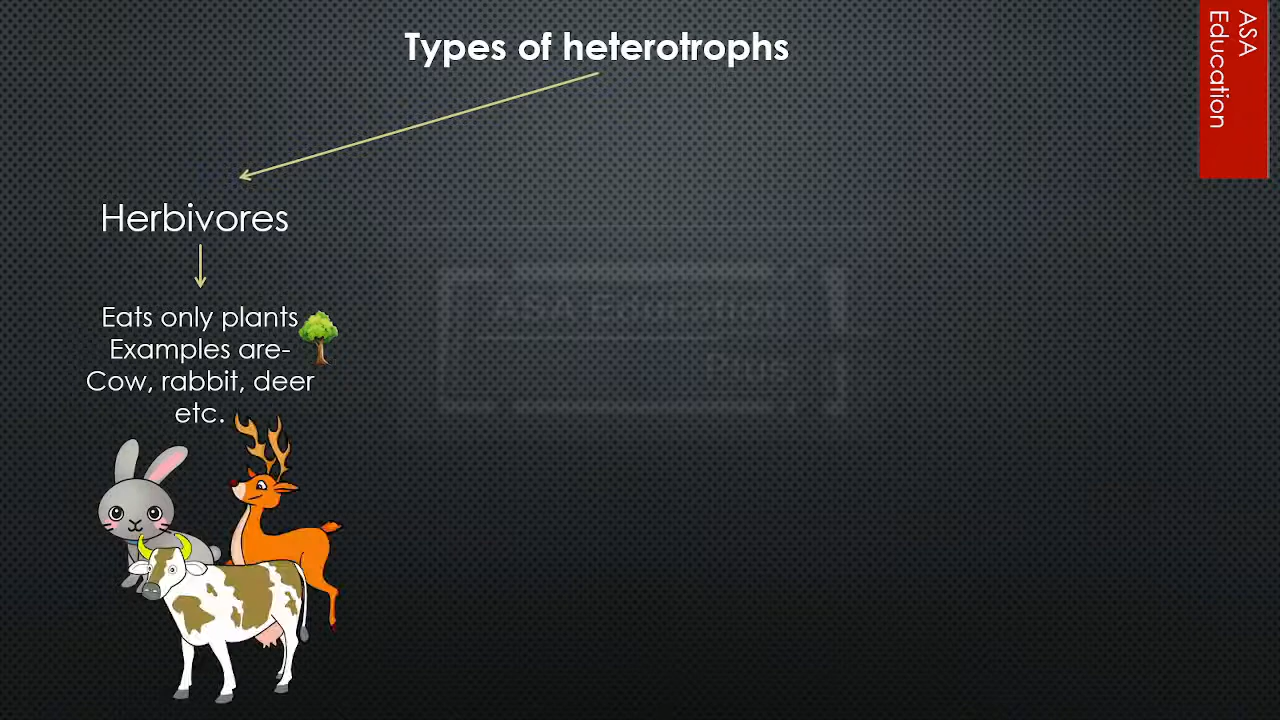 Types of heterotrophs
ASA
Education
Herbivores
Eats only plants
Examples are-
Cow, rabbit, deer
etc.